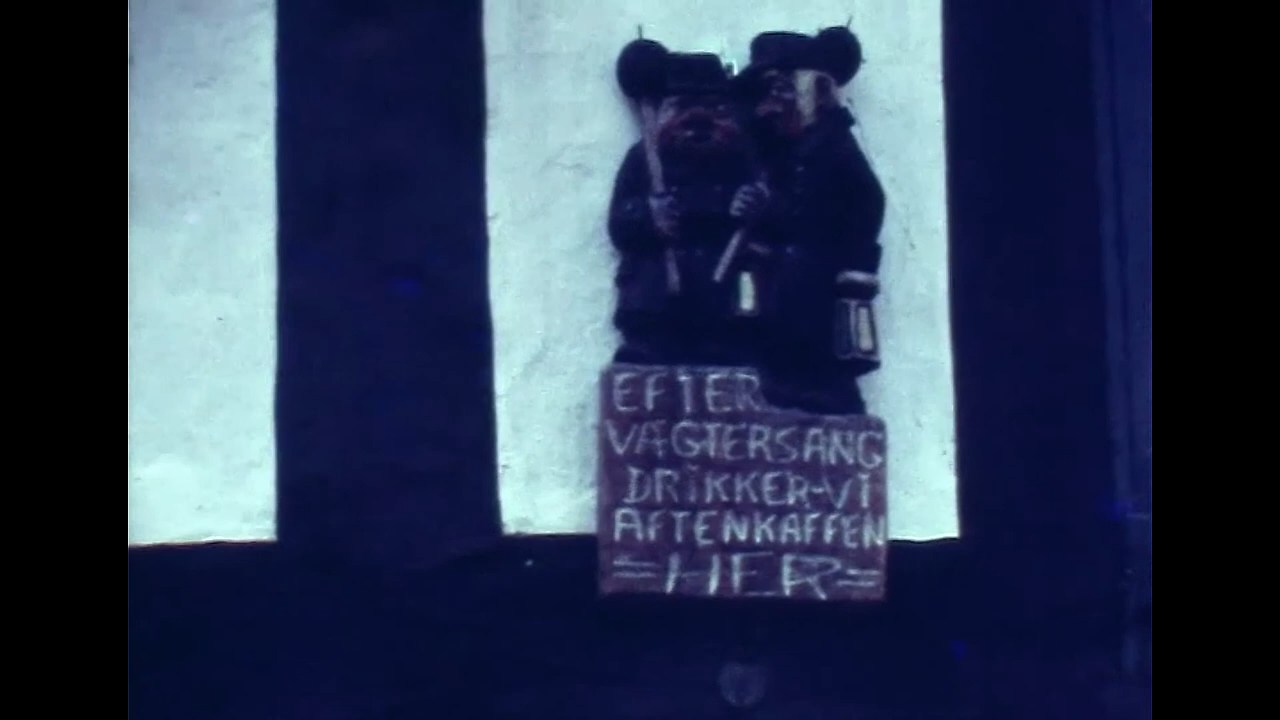 EFTER
VÆGTERSANG
DRIKKER-VI
AFTENKAFFEN
=HER=